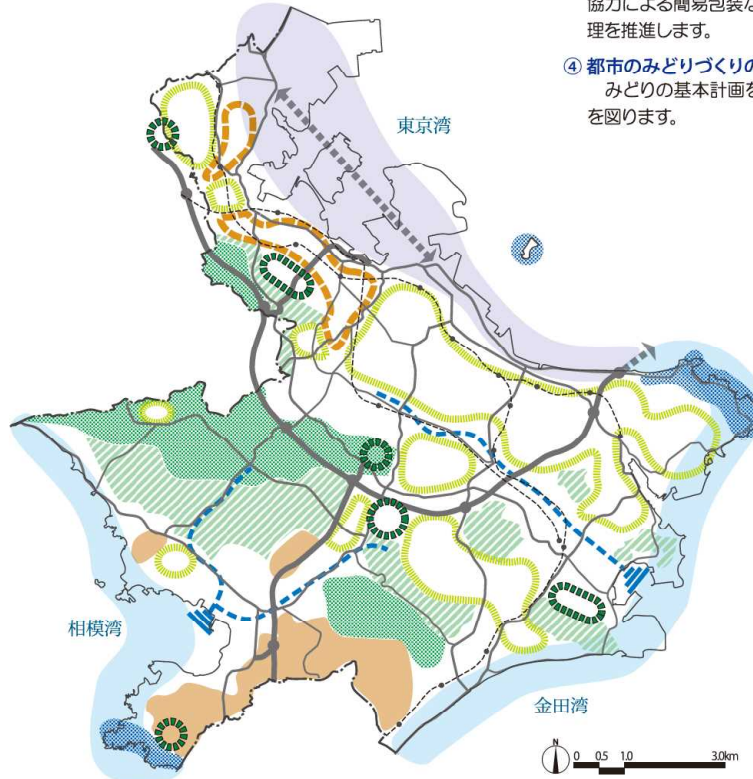 協力による簡易包装な
理を推進します。
④ 都市のみどりづくりの
みどりの基本計画を
を図ります。
東京湾
相模湾
金田湾
N
0 0.5 1.0 3.0km